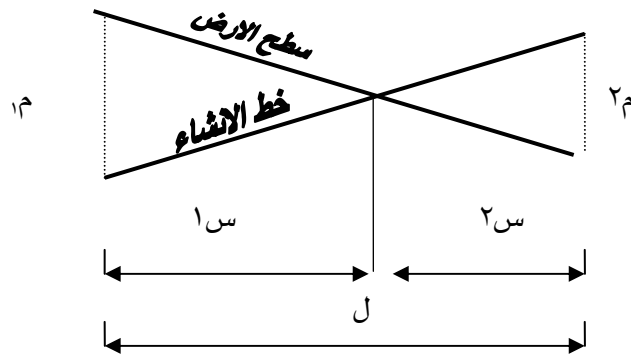 سطح الارض
م٢
م١
خط الانشاء
س٢
س١
ل